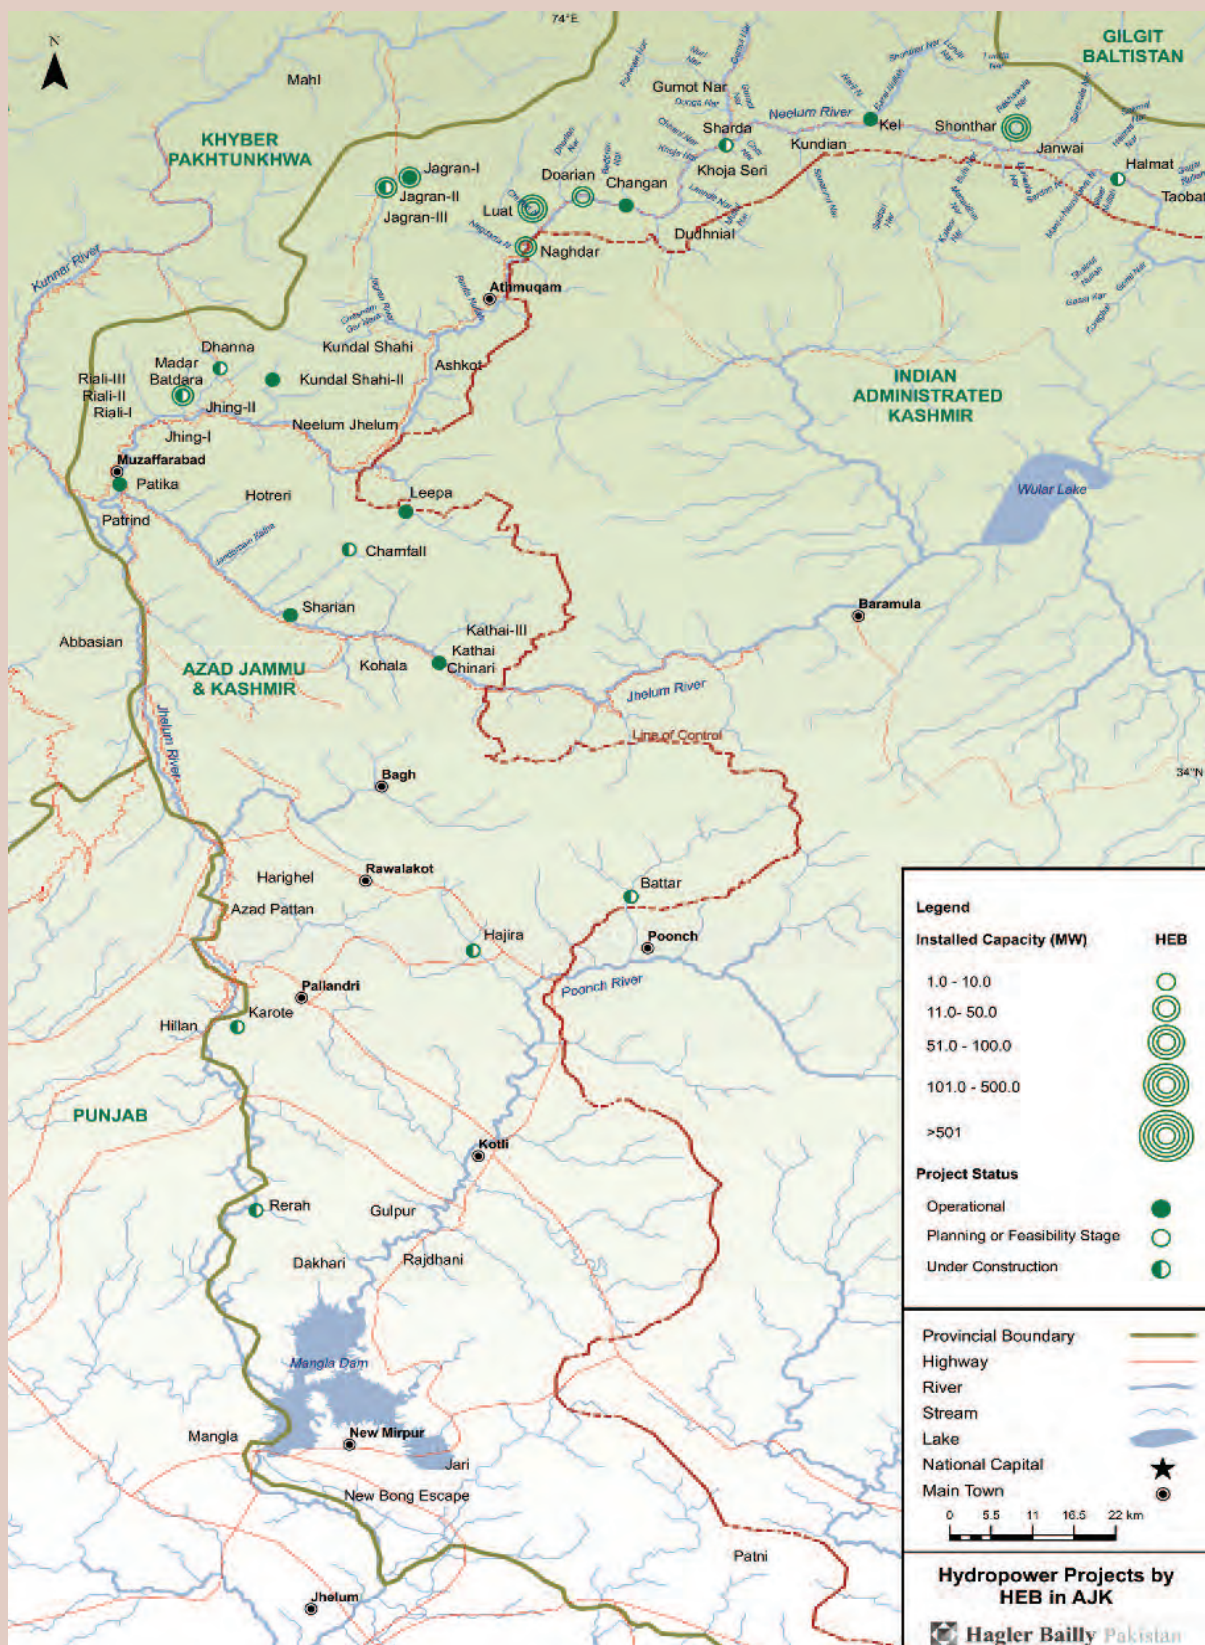 74°E
GILGIT
BALTISTAN
N
Mahl
Gumot Nar
Neelum River
Kel
Shonthar
KHYBER
PAKHTUNKHWA
Sharda
Kundian
Janwai
Khoja Seri
Halmat
Jagran-I
Jagran-II
Jagran-III
Doarian
Changan
Taobat
Luat
Dudhnial
Naghdar
Kunhar River
Athmuqam
Jagran River
Dhanna
Kundal Shahi
Madar
Batdara
Ashkot
Riali-III
Riali-II
Riali-I
Kundal Shahi-II
INDIAN
ADMINISTRATED
KASHMIR
Jhing-II
Neelum Jhelum
Jhing-I
Muzaffarabad
Patika
Hotreri
Leepa
Wular Lake
Patrind
Chamfall
Sharian
Baramula
Abbasian
Kathai-III
Kathai
Chinari
Kohala
AZAD JAMMU
& KASHMIR
Jhelum River
Jhelum River
Line of Control
34°N
Bagh
Harighel
Rawalakot
Battar
Azad Pattan
Hajira
Poonch
Poonch River
Pallandri
Karote
Hillan
PUNJAB
Kotli
Rerah
Gulpur
Dakhari
Rajdhani
Mangla Dam
Mangla
New Mirpur
Jari
New Bong Escape
Patni
Jhelum
Legend
Installed Capacity (MW) HEB
1.0 - 10.0
11.0- 50.0
51.0 - 100.0
101.0 - 500.0
>501
Project Status
Operational
Planning or Feasibility Stage
Under Construction
Provincial Boundary
Highway
River
Stream
Lake
National Capital
Main Town
0 5.5 11 16.5 22 km
Hydropower Projects by
HEB in AJK
Hagler Bailly Pakistan